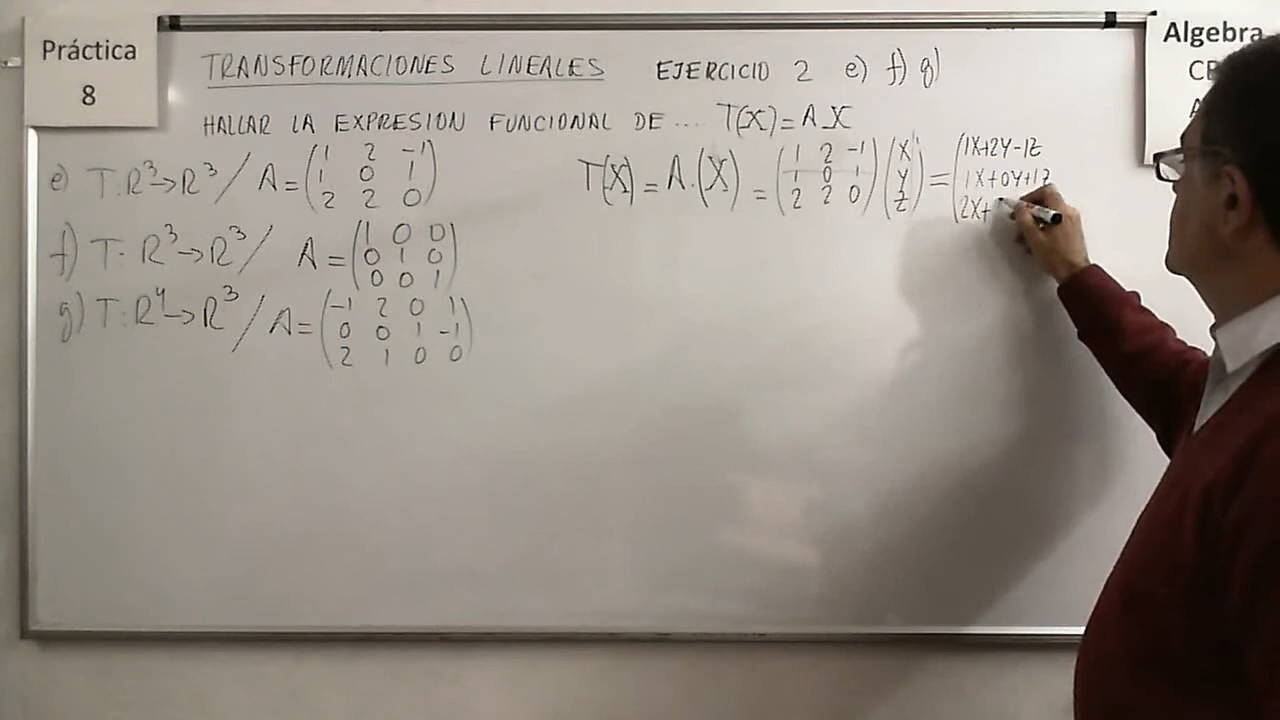 Práctica
8
TRANSFORMACIONES LINEALES EJERCICIO 2 e) f) g)
Algebra
HALLAR LA EXPRESION FUNCIONAL DE ... T(X) = A.X
e) T:R³→R³ / A = (1 2 -1
1 0 1
2 2 0)
T(X) = A.(X) = (1 2 -1
1 0 1
2 2 0) (X
Y
Z) = (1X+2Y-1Z
1X+0Y+1Z
2X+
f) T: R³→R³ / A = (1 0 0
0 1 0
0 0 1)
g) T:R⁴→R³ / A = (-1 2 0 1
0 0 1 -1
2 1 0 0)